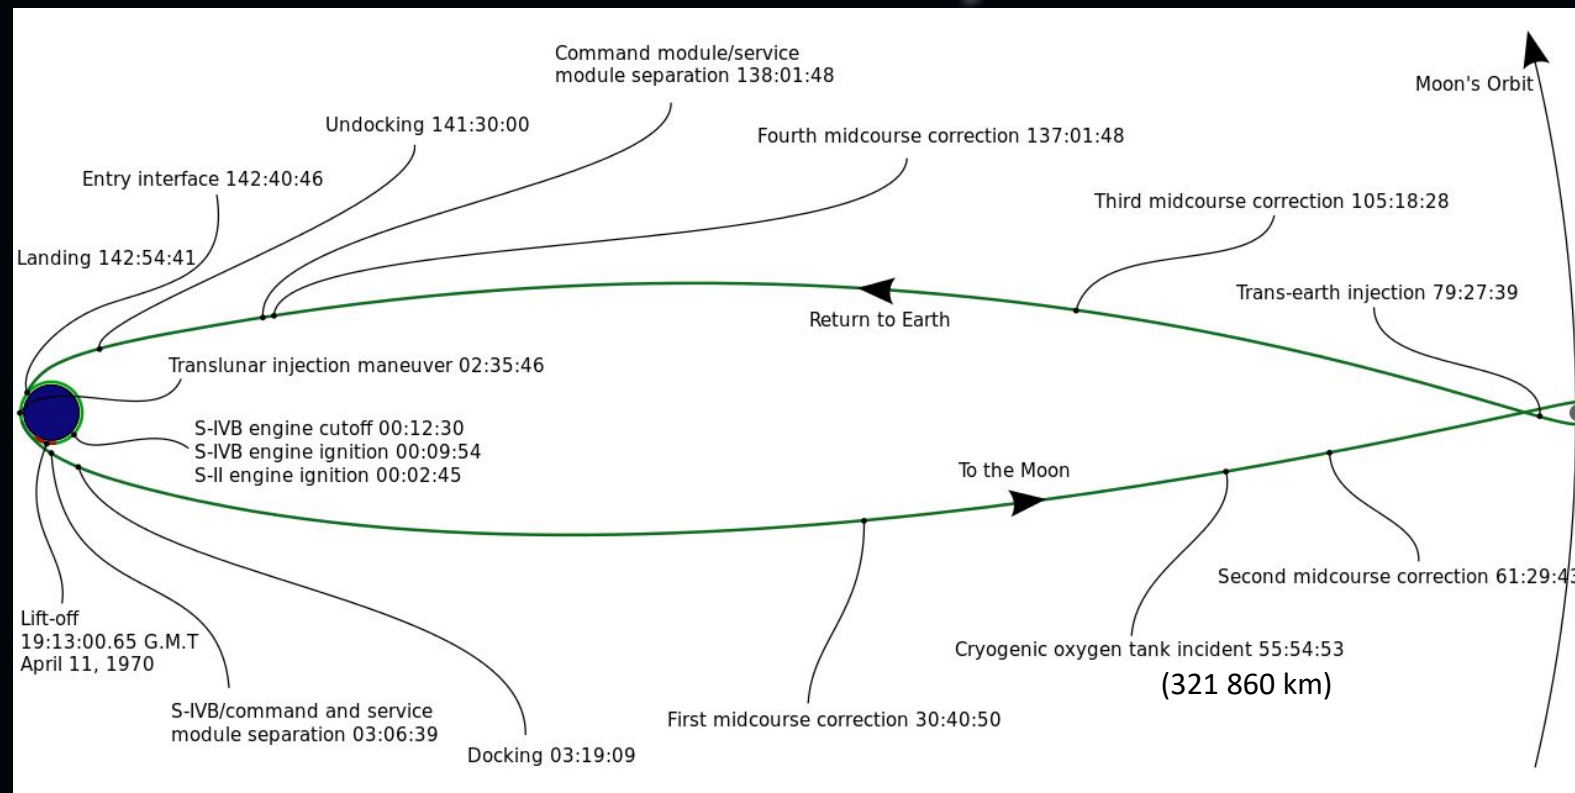 Command module/service
module separation 138:01:48
Moon's Orbit
Undocking 141:30:00
Fourth midcourse correction 137:01:48
Entry interface 142:40:46
Third midcourse correction 105:18:28
Landing 142:54:41
Trans-earth injection 79:27:39
Return to Earth
Translunar injection maneuver 02:35:46
S-IVB engine cutoff 00:12:30
S-IVB engine ignition 00:09:54
S-II engine ignition 00:02:45
To the Moon
Second midcourse correction 61:29:43
Lift-off
19:13:00.65 G.M.T
April 11, 1970
Cryogenic oxygen tank incident 55:54:53
(321 860 km)
S-IVB/command and service
module separation 03:06:39
First midcourse correction 30:40:50
Docking 03:19:09